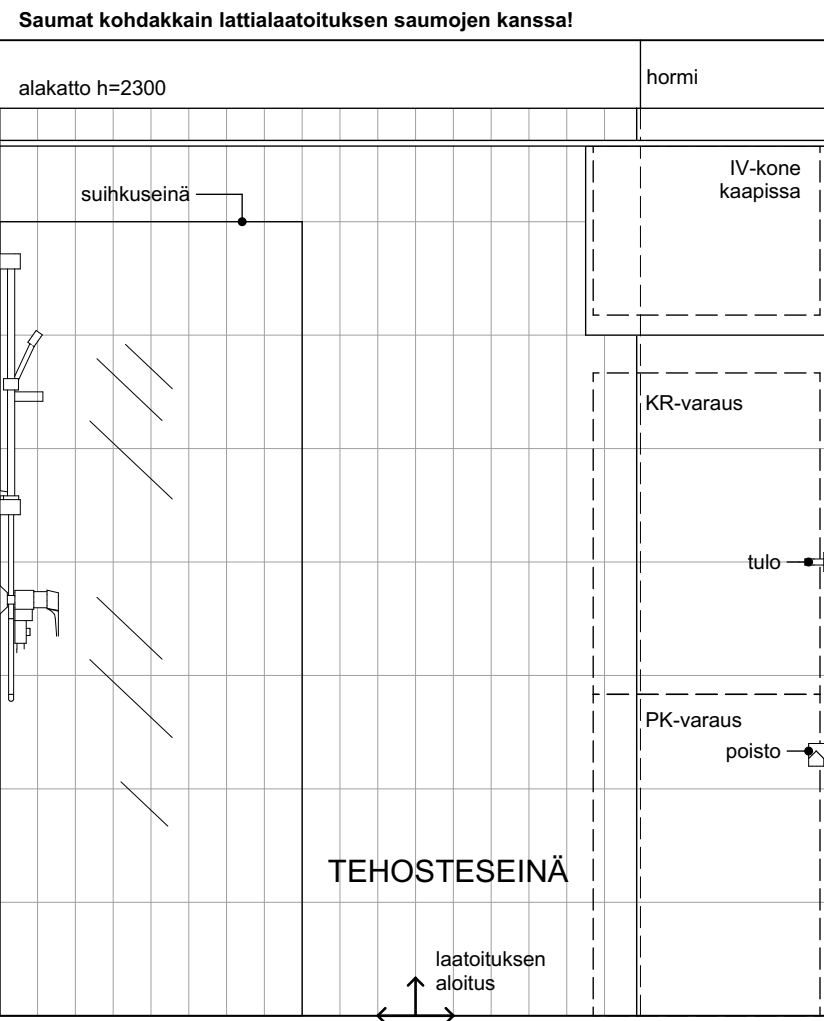 Saumat kohdakkain lattialaatoituksen saumojen kanssa!
alakatto h=2300
hormi
suihkuseinä
IV-kone
kaapissa
KR-varaus
tulo
PK-varaus
poisto
TEHOSTESEINÄ
laatoituksen
aloitus